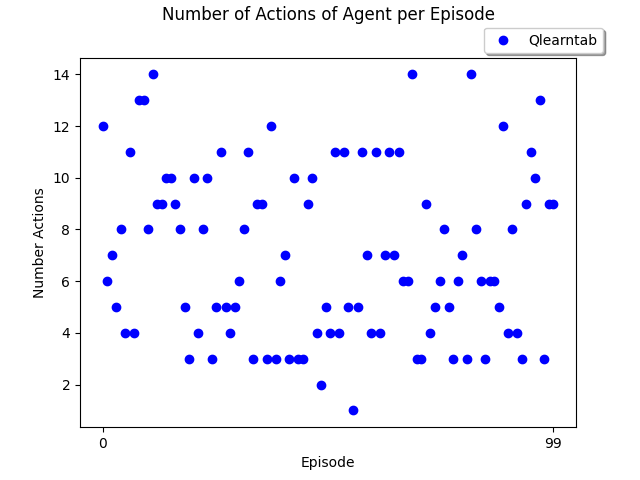 Number of Actions of Agent per Episode
Qlearntab
14
12
10
8
6
4
2
Number Actions
0
99
Episode